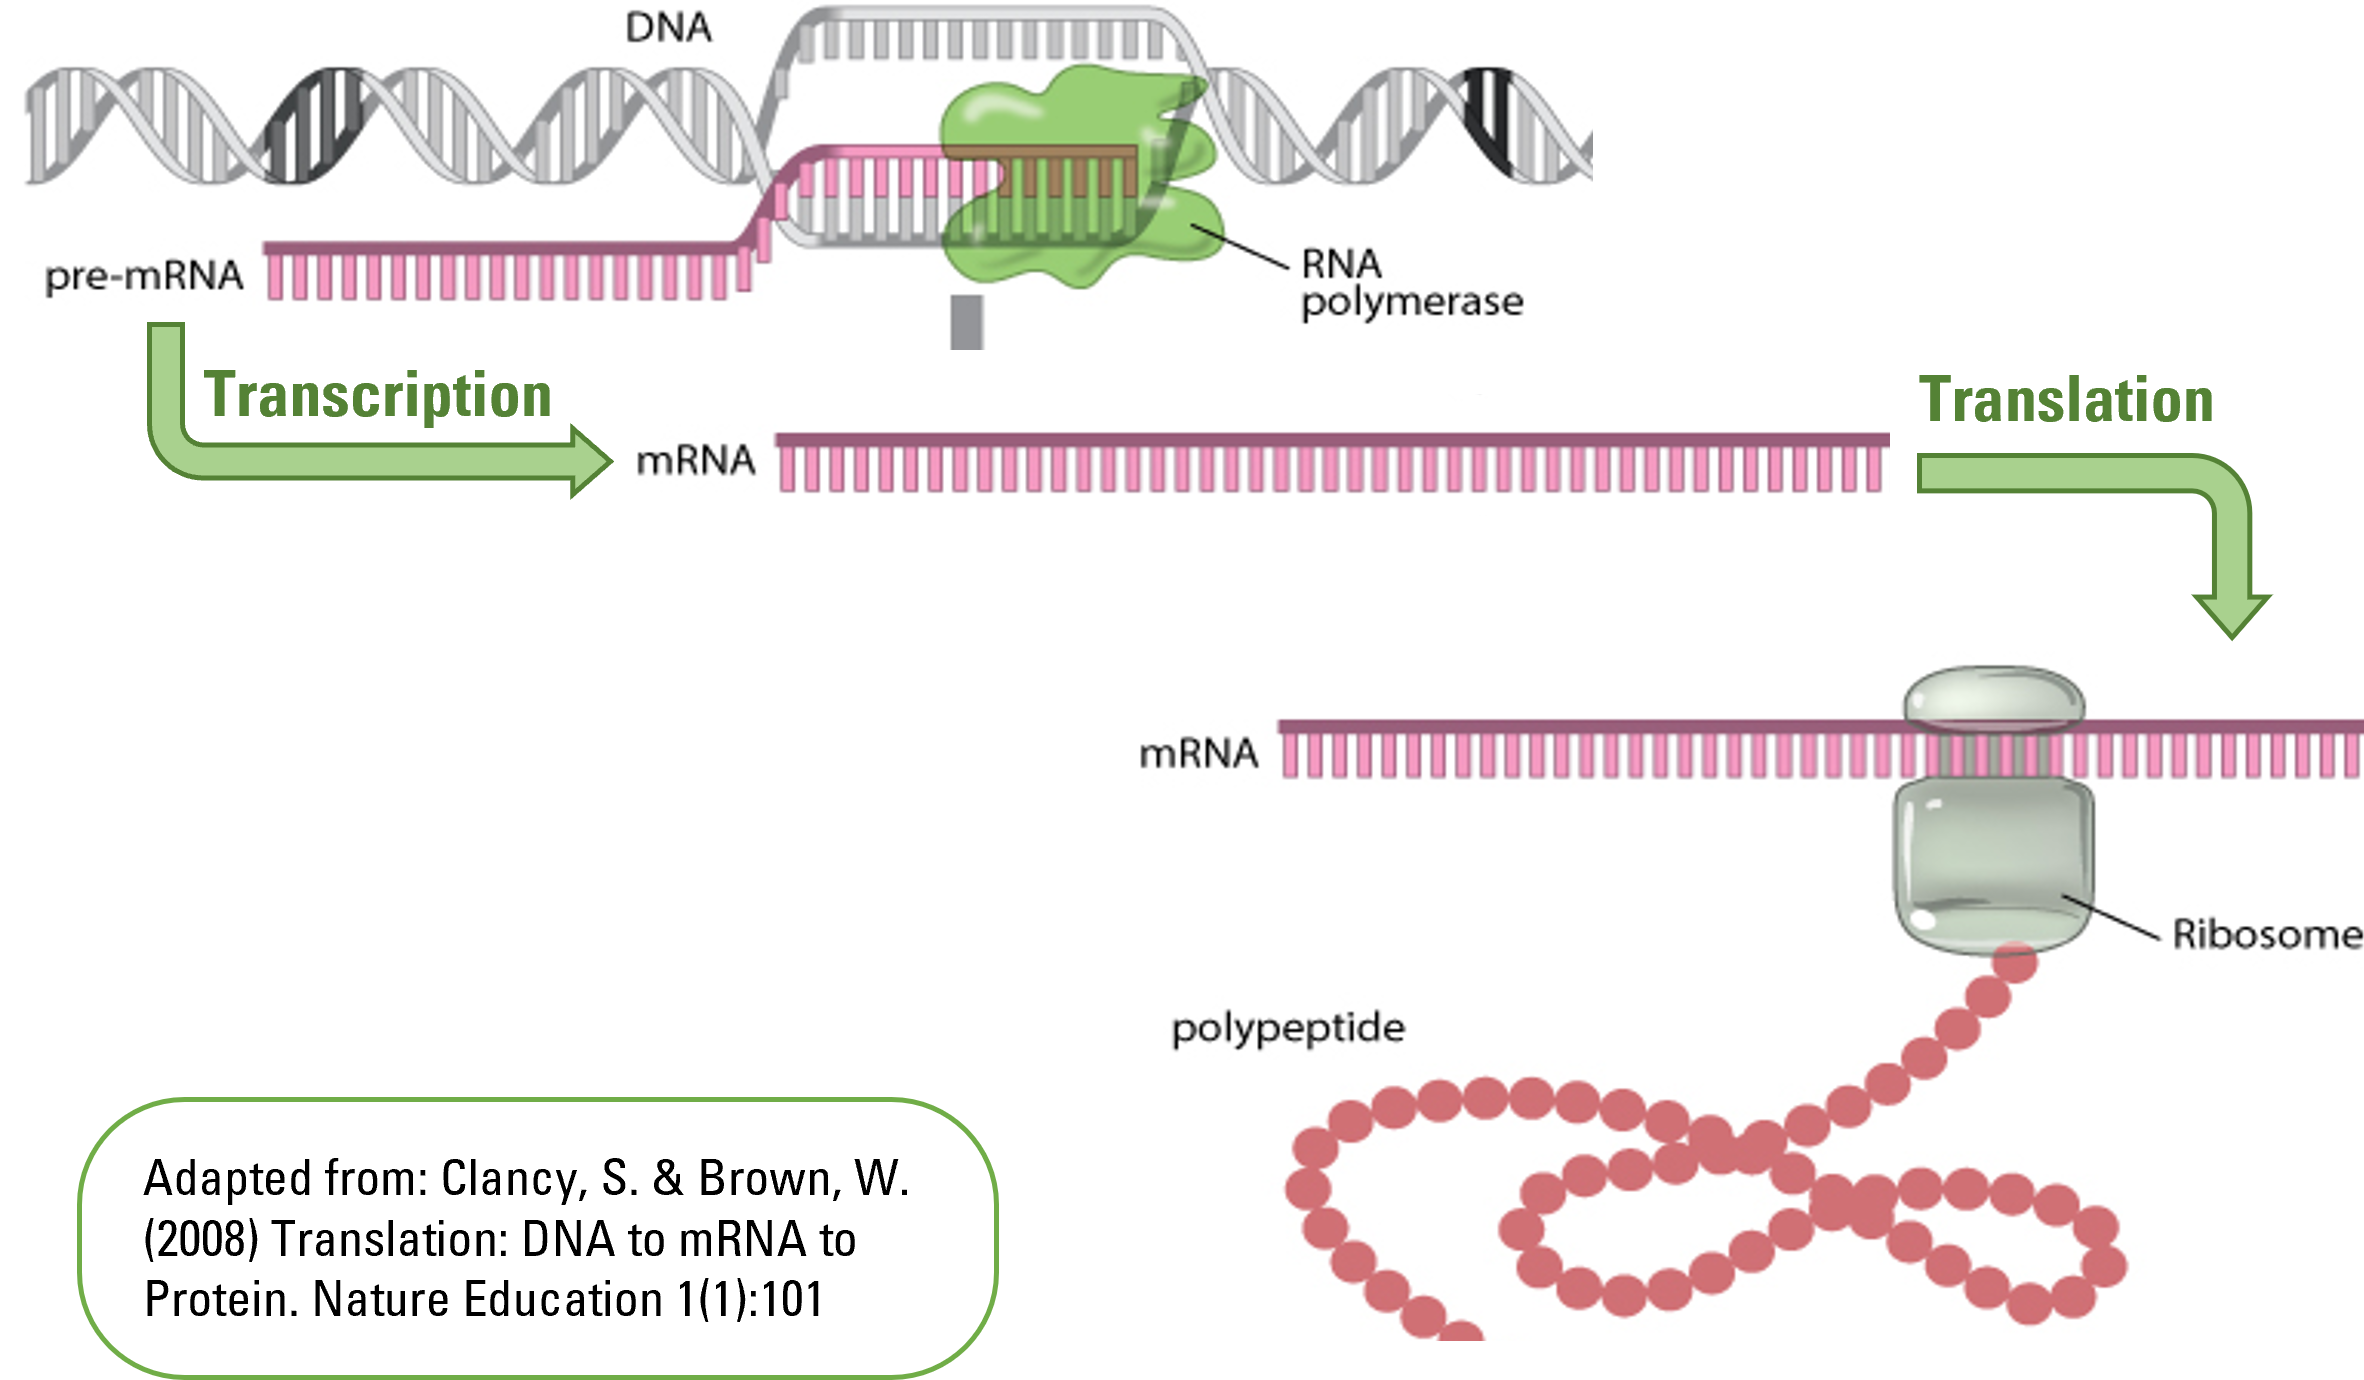 DNA
pre-mRNA
RNA
polymerase
Transcription
mRNA
Translation
mRNA
Ribosome
polypeptide
Adapted from: Clancy, S. & Brown, W.
(2008) Translation: DNA to mRNA to
Protein. Nature Education 1(1):101